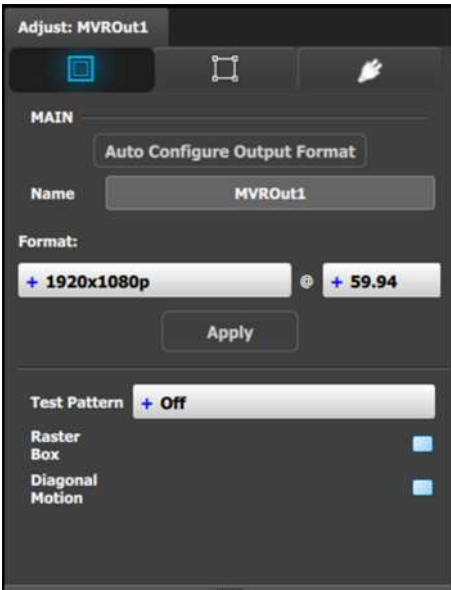 Adjust: MVROut1
MAIN
Auto Configure Output Format
Name MVROut1
Format:
+ 1920x1080p @ + 59.94
Apply
Test Pattern + Off
Raster
Box
Diagonal
Motion